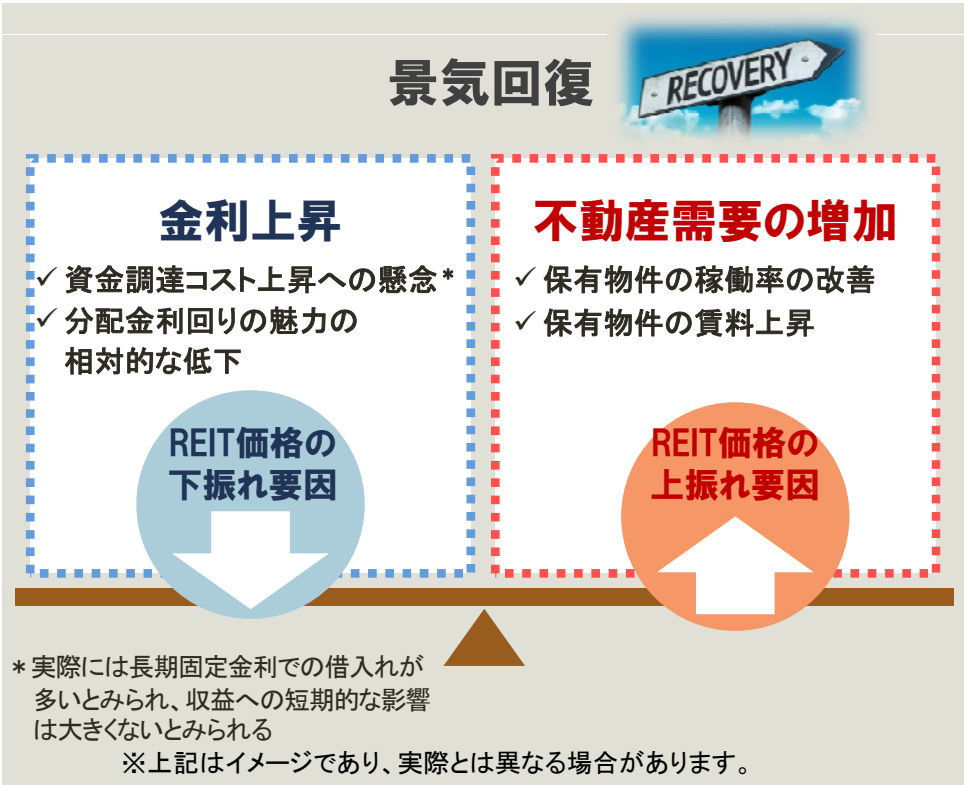 景気回復
RECOVERY
金利上昇
✓ 資金調達コスト上昇への懸念*
✓ 分配金利回りの魅力の
相対的な低下
REIT価格の
下振れ要因
不動産需要の増加
✓ 保有物件の稼働率の改善
✓ 保有物件の賃料上昇
REIT価格の
上振れ要因
* 実際には長期固定金利での借入れが
多いとみられ、収益への短期的な影響
は大きくないとみられる
※上記はイメージであり、実際とは異なる場合があります。